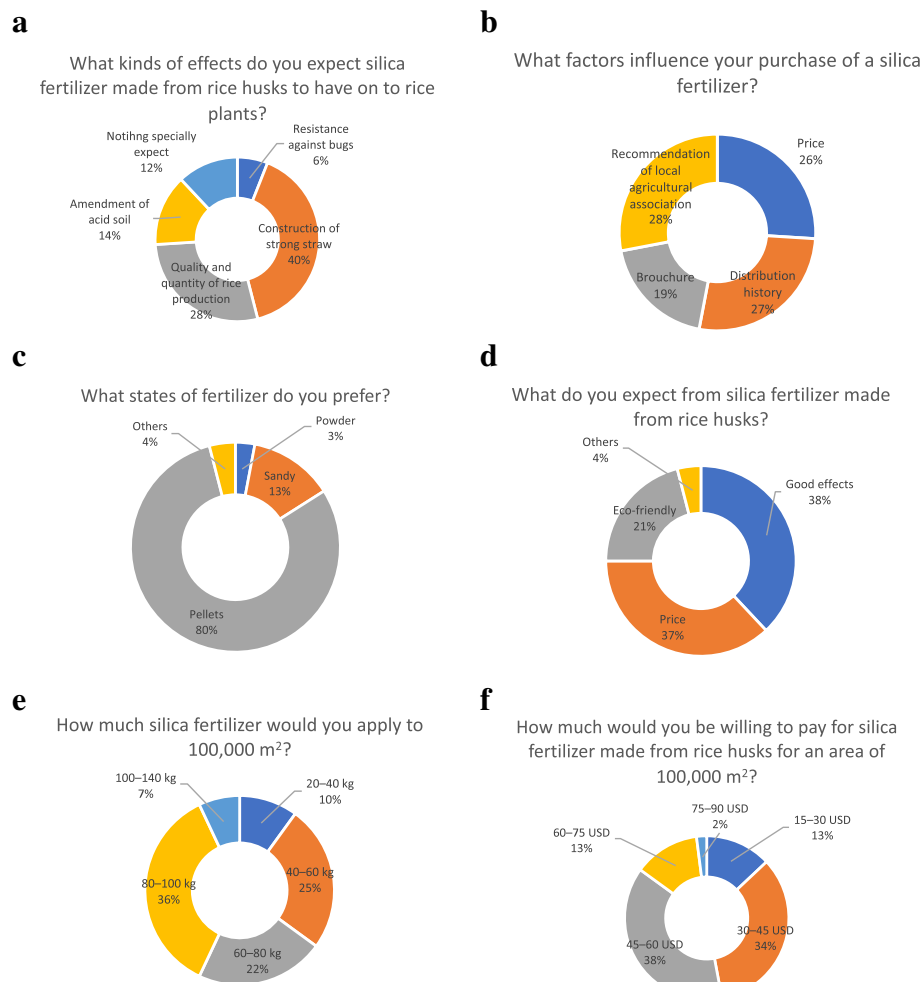 a
What kinds of effects do you expect silica
fertilizer made from rice husks to have on to rice
plants?
Notihng specially
expect
12%
Resistance
against bugs
6%
Amendment of
acid soil
14%
Construction of
strong straw
40%
Quality and
quantity of rice
production
28%
b
What factors influence your purchase of a silica
fertilizer?
Price
26%
Recommendation
of local
agricultural
association
28%
Brouchure
19%
Distribution
history
27%
c
What states of fertilizer do you prefer?
Others
4%
Powder
3%
Sandy
13%
Pellets
80%
d
What do you expect from silica fertilizer made
from rice husks?
Others
4%
Good effects
38%
Eco-friendly
21%
Price
37%
e
How much silica fertilizer would you apply to
100,000 m²?
100–140 kg
7%
20–40 kg
10%
80–100 kg
36%
40–60 kg
25%
60–80 kg
22%
f
How much would you be willing to pay for silica
fertilizer made from rice husks for an area of
100,000 m²?
75–90 USD
2%
15–30 USD
13%
60–75 USD
13%
30–45 USD
34%
45–60 USD
38%